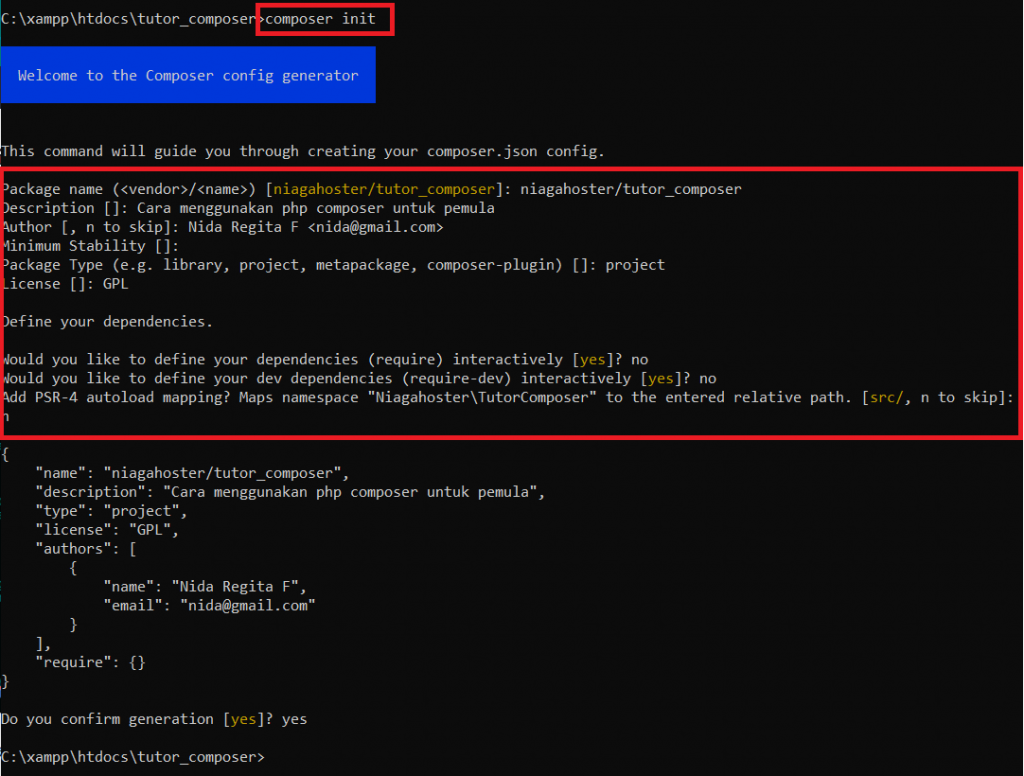 C:\xampp\htdocs\tutor_composer>composer init
Welcome to the Composer config generator
This command will guide you through creating your composer.json config.
Package name (<vendor>/<name>) [niagahoster/tutor_composer]: niagahoster/tutor_composer
Description []: Cara menggunakan php composer untuk pemula
Author [, n to skip]: Nida Regita F <nida@gmail.com>
Minimum Stability []:
Package Type (e.g. library, project, metapackage, composer-plugin) []: project
License []: GPL
Define your dependencies.
Would you like to define your dependencies (require) interactively [yes]? no
Would you like to define your dev dependencies (require-dev) interactively [yes]? no
Add PSR-4 autoload mapping? Maps namespace "Niagahoster\TutorComposer" to the entered relative path. [src/, n to skip]:
n
{
    "name": "niagahoster/tutor_composer",
    "description": "Cara menggunakan php composer untuk pemula",
    "type": "project",
    "license": "GPL",
    "authors": [
        {
            "name": "Nida Regita F",
            "email": "nida@gmail.com"
        }
    ],
    "require": {}
}
Do you confirm generation [yes]? yes
C:\xampp\htdocs\tutor_composer>